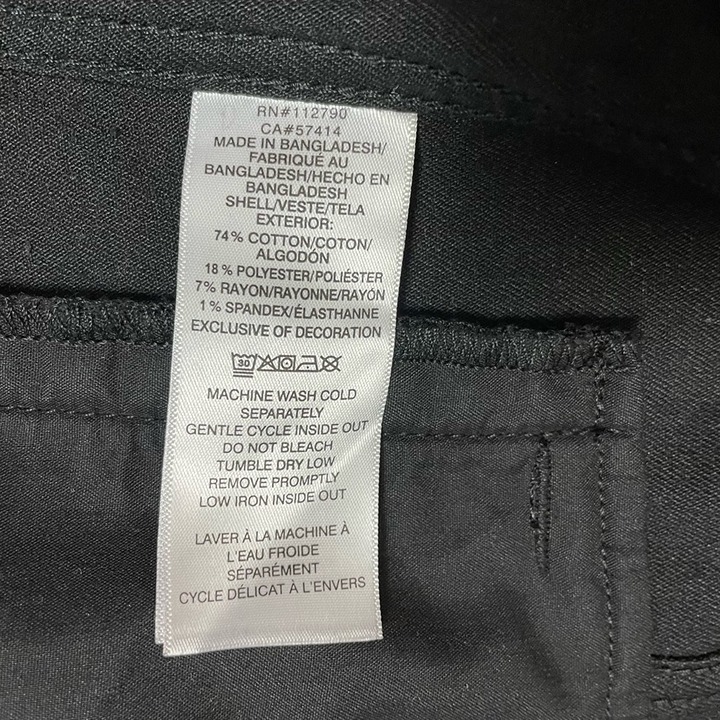 RN#112790
CA#57414
MADE IN BANGLADESH/
FABRIQUÉ AU
BANGLADESH/HECHO EN
BANGLADESH
SHELL/VESTE/TELA
EXTERIOR:
74% COTTON/COTON/
ALGODÓN
18% POLYESTER/POLIÉSTER
7% RAYON/RAYONNE/RAYÓN
1% SPANDEX/ÉLASTHANNE
EXCLUSIVE OF DECORATION
30
MACHINE WASH COLD
SEPARATELY
GENTLE CYCLE INSIDE OUT
DO NOT BLEACH
TUMBLE DRY LOW
REMOVE PROMPTLY
LOW IRON INSIDE OUT
LAVER À LA MACHINE À
L'EAU FROIDE
SÉPARÉMENT
CYCLE DÉLICAT À L'ENVERS